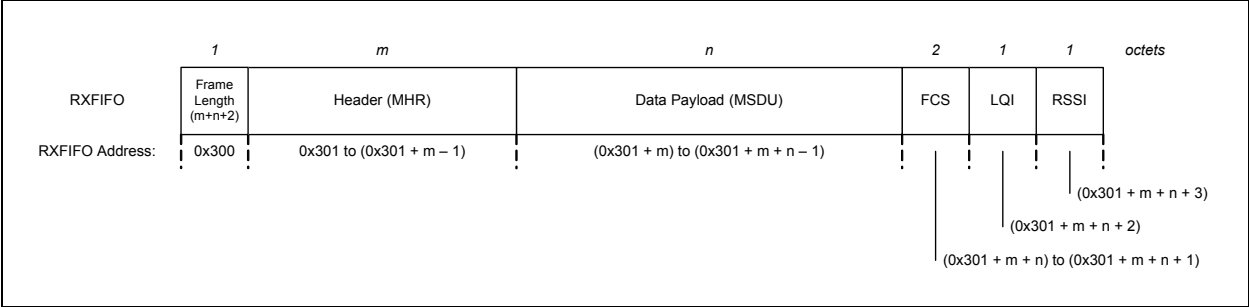 1 m n 2 1 1 octets
RXFIFO
Frame
Length
(m+n+2)
Header (MHR)
Data Payload (MSDU)
FCS
LQI
RSSI
RXFIFO Address: 0x300 0x301 to (0x301 + m – 1) (0x301 + m) to (0x301 + m + n – 1)
(0x301 + m + n + 3)
(0x301 + m + n + 2)
(0x301 + m + n) to (0x301 + m + n + 1)